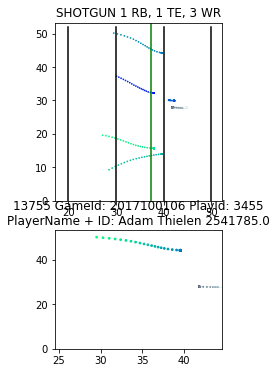 SHOTGUN 1 RB, 1 TE, 3 WR
50
40
30
20
10
0
20 30 40 50
13755 GameId: 2017100106 PlayId: 3455
PlayerName + ID: Adam Thielen 2541785.0
40
20
0
25 30 35 40